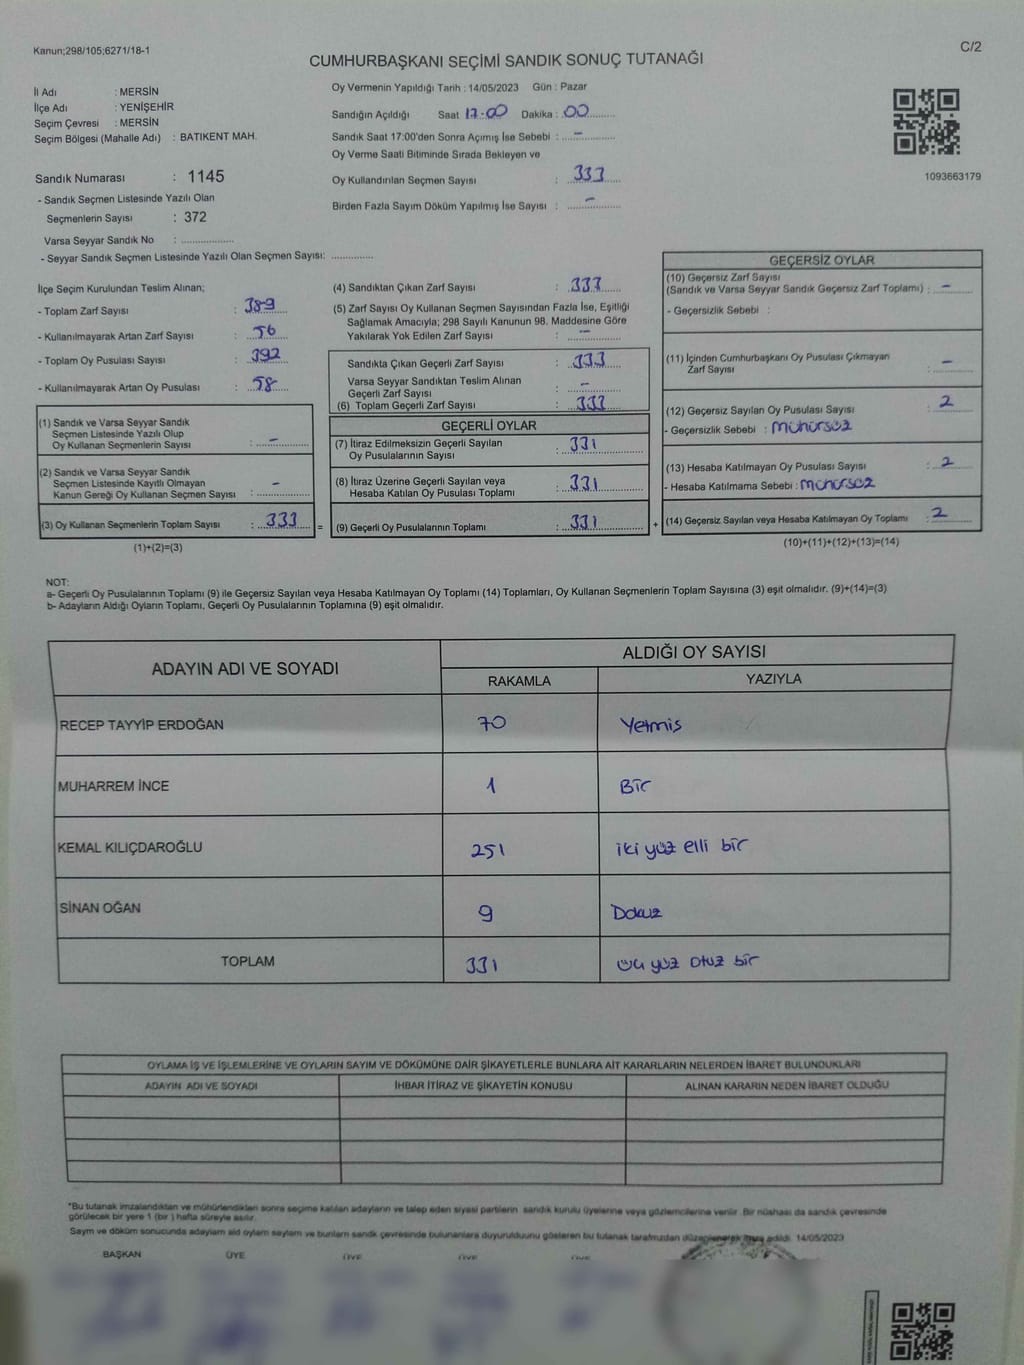 Kanun;298/105;6271/18-1
C/2
CUMHURBAŞKANI SEÇİMİ SANDIK SONUÇ TUTANAĞI
İl Adı : MERSİN
İlçe Adı : YENİŞEHİR
Seçim Çevresi : MERSİN
Seçim Bölgesi (Mahalle Adı) : BATIKENT MAH.
Sandık Numarası : 1145
- Sandık Seçmen Listesinde Yazılı Olan
Seçmenlerin Sayısı : 372
Varsa Seyyar Sandık No : ..................
- Seyyar Sandık Seçmen Listesinde Yazılı Olan Seçmen Sayısı: ..............
Oy Vermenin Yapıldığı Tarih : 14/05/2023 Gün : Pazar
Sandığın Açıldığı Saat 17.00 Dakika : 00
Sandık Saat 17:00'den Sonra Açımış İse Sebebi : -
Oy Verme Saati Bitiminde Sırada Bekleyen ve
Oy Kullandırılan Seçmen Sayısı : 333
Birden Fazla Sayım Döküm Yapılmış İse Sayısı : -
1093663179
İlçe Seçim Kurulundan Teslim Alınan;
- Toplam Zarf Sayısı : 389
- Kullanılmayarak Artan Zarf Sayısı : 56
- Toplam Oy Pusulası Sayısı : 392
- Kullanılmayarak Artan Oy Pusulası : 58
(4) Sandıktan Çıkan Zarf Sayısı : 333
(5) Zarf Sayısı Oy Kullanan Seçmen Sayısından Fazla İse, Eşitliği
Sağlamak Amacıyla; 298 Sayılı Kanunun 98. Maddesine Göre
Yakılarak Yok Edilen Zarf Sayısı : -
Sandıkta Çıkan Geçerli Zarf Sayısı : 333
Varsa Seyyar Sandıktan Teslim Alınan
Geçerli Zarf Sayısı : -
(6) Toplam Geçerli Zarf Sayısı : 333
GEÇERSİZ OYLAR
(10) Geçersiz Zarf Sayısı
(Sandık ve Varsa Seyyar Sandık Geçersiz Zarf Toplamı) : -
- Geçersizlik Sebebi :
(11) İçinden Cumhurbaşkanı Oy Pusulası Çıkmayan
Zarf Sayısı : -
(12) Geçersiz Sayılan Oy Pusulası Sayısı : 2
- Geçersizlik Sebebi : Mühürsüz
(13) Hesaba Katılmayan Oy Pusulası Sayısı : 2
- Hesaba Katılmama Sebebi : Mühürsüz
(14) Geçersiz Sayılan veya Hesaba Katılmayan Oy Toplamı : 2
(10)+(11)+(12)+(13)=(14)
(1) Sandık ve Varsa Seyyar Sandık
Seçmen Listesinde Yazılı Olup
Oy Kullanan Seçmenlerin Sayısı : -
(2) Sandık ve Varsa Seyyar Sandık
Seçmen Listesinde Kayıtlı Olmayan
Kanun Gereği Oy Kullanan Seçmen Sayısı : -
(3) Oy Kullanan Seçmenlerin Toplam Sayısı : 333 =
(1)+(2)=(3)
GEÇERLİ OYLAR
(7) İtiraz Edilmeksizin Geçerli Sayılan
Oy Pusulalarının Sayısı : 331
(8) İtiraz Üzerine Geçerli Sayılan veya
Hesaba Katılan Oy Pusulası Toplamı : 331
(9) Geçerli Oy Pusulalarının Toplamı : 331 +
NOT:
a- Geçerli Oy Pusulalarının Toplamı (9) ile Geçersiz Sayılan veya Hesaba Katılmayan Oy Toplamı (14) Toplamları, Oy Kullanan Seçmenlerin Toplam Sayısına (3) eşit olmalıdır. (9)+(14)=(3)
b- Adayların Aldığı Oyların Toplamı, Geçerli Oy Pusulalarının Toplamına (9) eşit olmalıdır.
ADAYIN ADI VE SOYADI ALDIĞI OY SAYISI
RAKAMLA YAZIYLA
RECEP TAYYİP ERDOĞAN 70 Yetmiş
MUHARREM İNCE 1 Bir
KEMAL KILIÇDAROĞLU 251 iki yüz elli bir
SİNAN OĞAN 9 Dokuz
TOPLAM 331 üç yüz otuz bir
OYLAMA İŞ VE İŞLEMLERİNE VE OYLARIN SAYIM VE DÖKÜMÜNE DAİR ŞİKAYETLERLE BUNLARA AİT KARARLARIN NELERDEN İBARET BULUNDUKLARI
ADAYIN ADI VE SOYADI İHBAR İTİRAZ VE ŞİKAYETİN KONUSU ALINAN KARARIN NEDEN İBARET OLDUĞU
*Bu tutanak imzalandıktan ve mühürlendikten sonra seçime katılan adayların ve talep eden siyasi partilerin sandık kurulu üyelerine veya gözlemcilerine verilir. Bir nüshası da sandık çevresinde
görülecek bir yere 1 (bir) hafta süreyle asılır.
Sayım ve döküm sonucunda adayların ald oyların sayılarını ve bunların sandık çevresinde bulunanlara duyurulduunu gösteren bu tutanak tarafımızdan düzenlenerek imza edildi. 14/05/2023
BAŞKAN ÜYE ÜYE ÜYE ÜYE